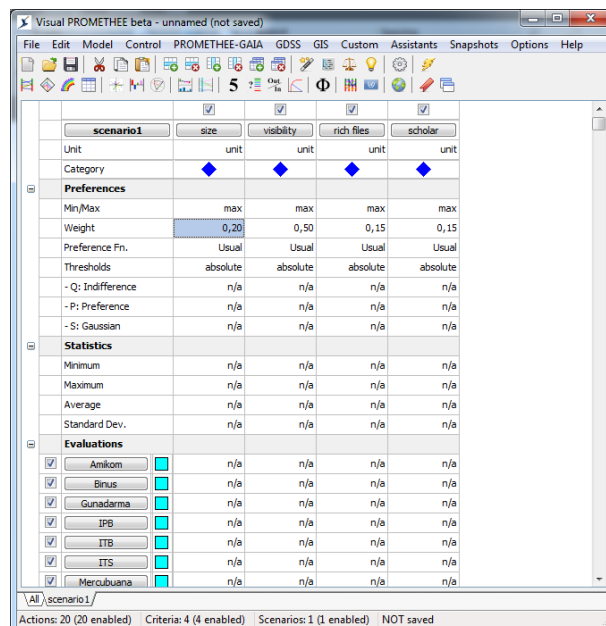 Visual PROMETHEE beta - unnamed (not saved)
File Edit Model Control PROMETHEE-GAIA GDSS GIS Custom Assistants Snapshots Options Help
5 ? Out In Φ
scenario1 size visibility rich files scholar
Unit unit unit unit unit
Category
Preferences
Min/Max max max max max
Weight 0,20 0,50 0,15 0,15
Preference Fn. Usual Usual Usual Usual
Thresholds absolute absolute absolute absolute
- Q: Indifference n/a n/a n/a n/a
- P: Preference n/a n/a n/a n/a
- S: Gaussian n/a n/a n/a n/a
Statistics
Minimum n/a n/a n/a n/a
Maximum n/a n/a n/a n/a
Average n/a n/a n/a n/a
Standard Dev. n/a n/a n/a n/a
Evaluations
Amikom n/a n/a n/a n/a
Binus n/a n/a n/a n/a
Gunadarma n/a n/a n/a n/a
IPB n/a n/a n/a n/a
ITB n/a n/a n/a n/a
ITS n/a n/a n/a n/a
Mercubuana n/a n/a n/a n/a
All scenario1
Actions: 20 (20 enabled) Criteria: 4 (4 enabled) Scenarios: 1 (1 enabled) NOT saved